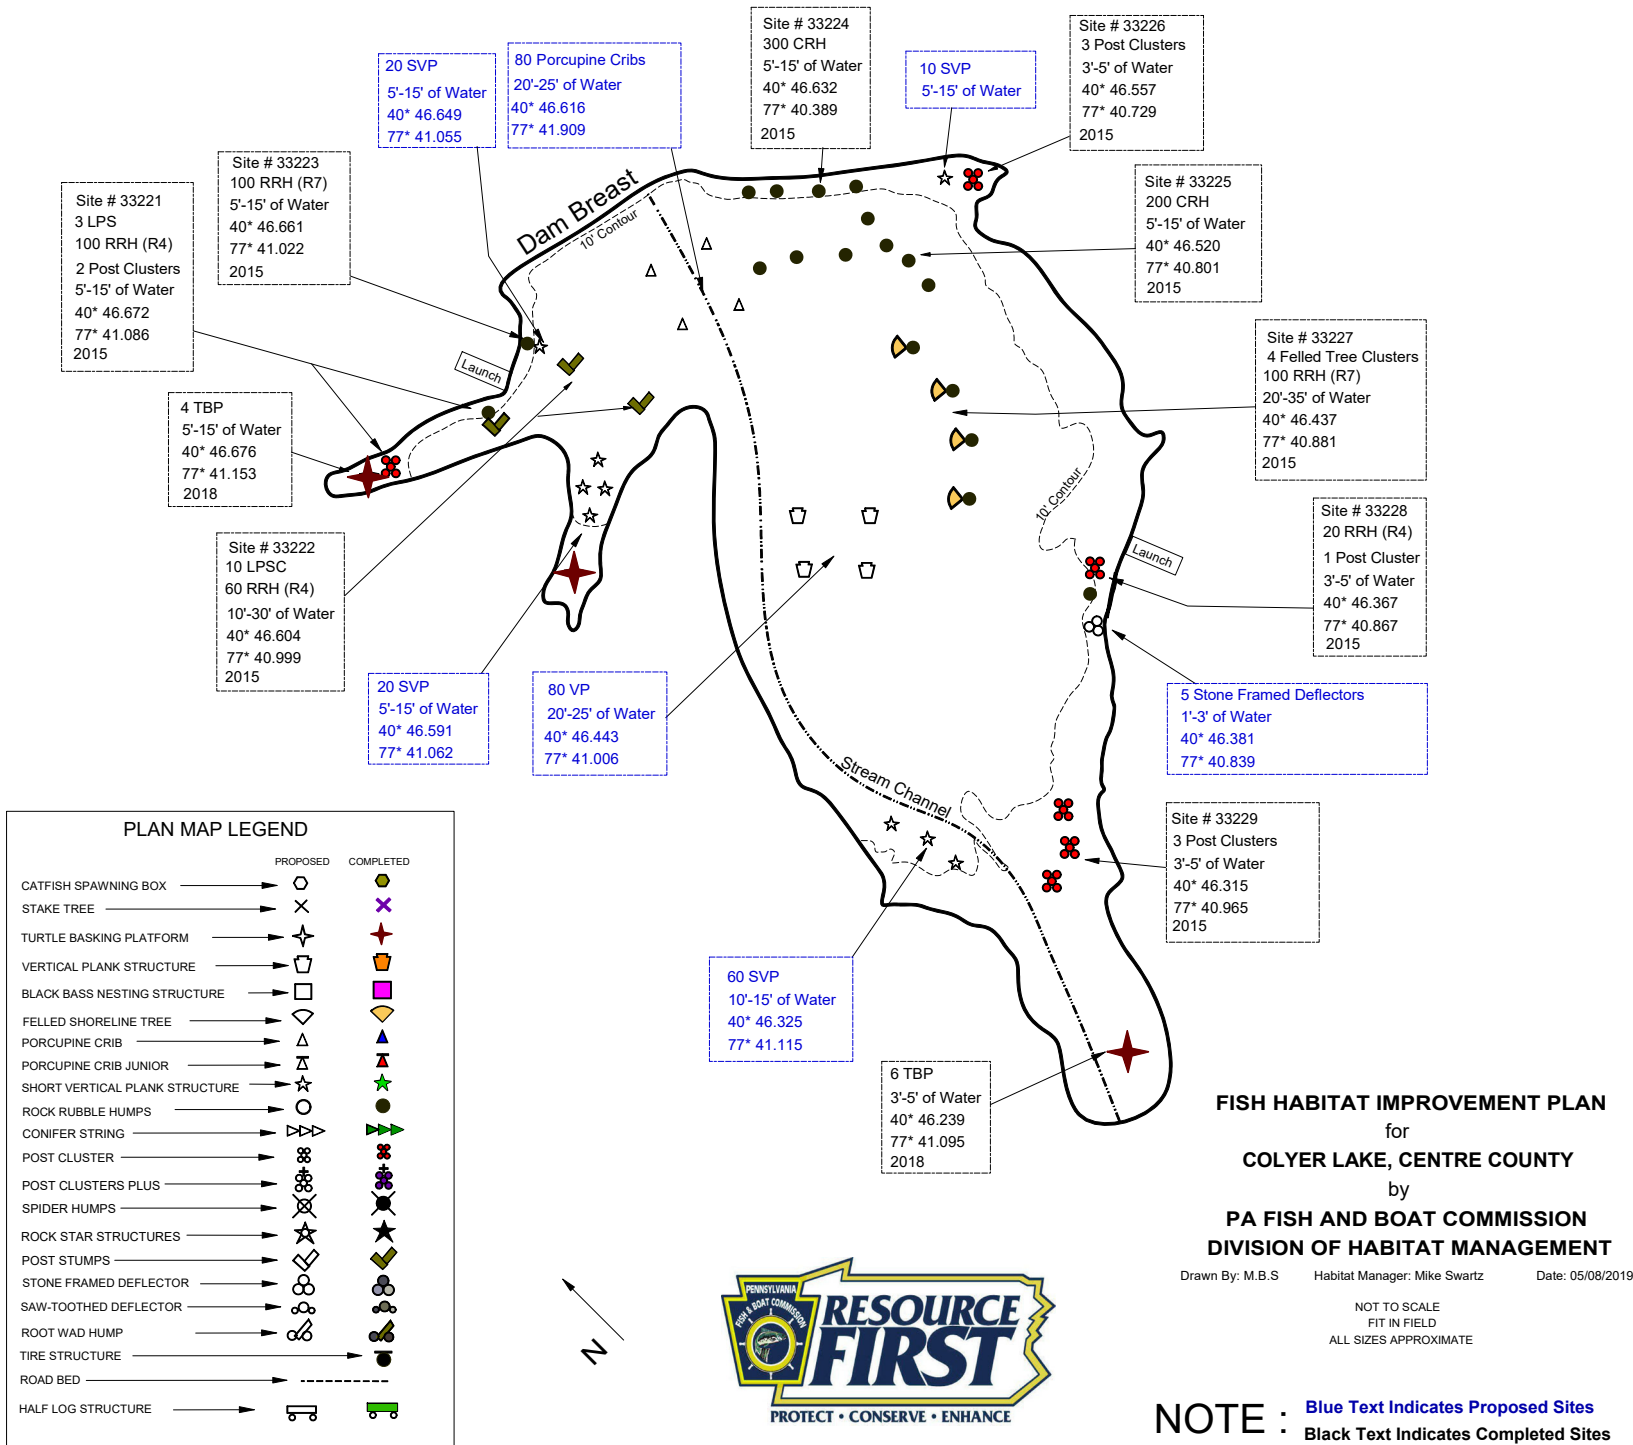 20 SVP
5'-15' of Water
40* 46.649
77* 41.055
80 Porcupine Cribs
20'-25' of Water
40* 46.616
77* 41.909
Site # 33224
300 CRH
5'-15' of Water
40* 46.632
77* 40.389
2015
10 SVP
5'-15' of Water
Site # 33226
3 Post Clusters
3'-5' of Water
40* 46.557
77* 40.729
2015
Site # 33223
100 RRH (R7)
5'-15' of Water
40* 46.661
77* 41.022
2015
Site # 33221
3 LPS
100 RRH (R4)
2 Post Clusters
5'-15' of Water
40* 46.672
77* 41.086
2015
Site # 33225
200 CRH
5'-15' of Water
40* 46.520
77* 40.801
2015
Dam Breast
10' Contour
Launch
Site # 33227
4 Felled Tree Clusters
100 RRH (R7)
20'-35' of Water
40* 46.437
77* 40.881
2015
4 TBP
5'-15' of Water
40* 46.676
77* 41.153
2018
10' Contour
Launch
Site # 33228
20 RRH (R4)
1 Post Cluster
3'-5' of Water
40* 46.367
77* 40.867
2015
Site # 33222
10 LPSC
60 RRH (R4)
10'-30' of Water
40* 46.604
77* 40.999
2015
20 SVP
5'-15' of Water
40* 46.591
77* 41.062
80 VP
20'-25' of Water
40* 46.443
77* 41.006
5 Stone Framed Deflectors
1'-3' of Water
40* 46.381
77* 40.839
Stream Channel
Site # 33229
3 Post Clusters
3'-5' of Water
40* 46.315
77* 40.965
2015
60 SVP
10'-15' of Water
40* 46.325
77* 41.115
6 TBP
3'-5' of Water
40* 46.239
77* 41.095
2018
PLAN MAP LEGEND
PROPOSED COMPLETED
CATFISH SPAWNING BOX
STAKE TREE
TURTLE BASKING PLATFORM
VERTICAL PLANK STRUCTURE
BLACK BASS NESTING STRUCTURE
FELLED SHORELINE TREE
PORCUPINE CRIB
PORCUPINE CRIB JUNIOR
SHORT VERTICAL PLANK STRUCTURE
ROCK RUBBLE HUMPS
CONIFER STRING
POST CLUSTER
POST CLUSTERS PLUS
SPIDER HUMPS
ROCK STAR STRUCTURES
POST STUMPS
STONE FRAMED DEFLECTOR
SAW-TOOTHED DEFLECTOR
ROOT WAD HUMP
TIRE STRUCTURE
ROAD BED
HALF LOG STRUCTURE
N
PENNSYLVANIA
FISH & BOAT COMMISSION
RESOURCE
FIRST
PROTECT • CONSERVE • ENHANCE
FISH HABITAT IMPROVEMENT PLAN
for
COLYER LAKE, CENTRE COUNTY
by
PA FISH AND BOAT COMMISSION
DIVISION OF HABITAT MANAGEMENT
Drawn By: M.B.S Habitat Manager: Mike Swartz Date: 05/08/2019
NOT TO SCALE
FIT IN FIELD
ALL SIZES APPROXIMATE
NOTE : Blue Text Indicates Proposed Sites
Black Text Indicates Completed Sites